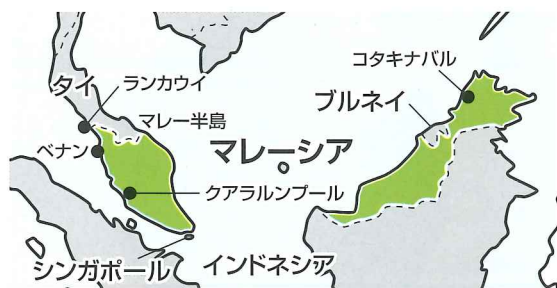 コタキナバル
タイ
ランカウイ
ブルネイ
マレー半島
ペナン
マレーシア
クアラルンプール
シンガポール
インドネシア